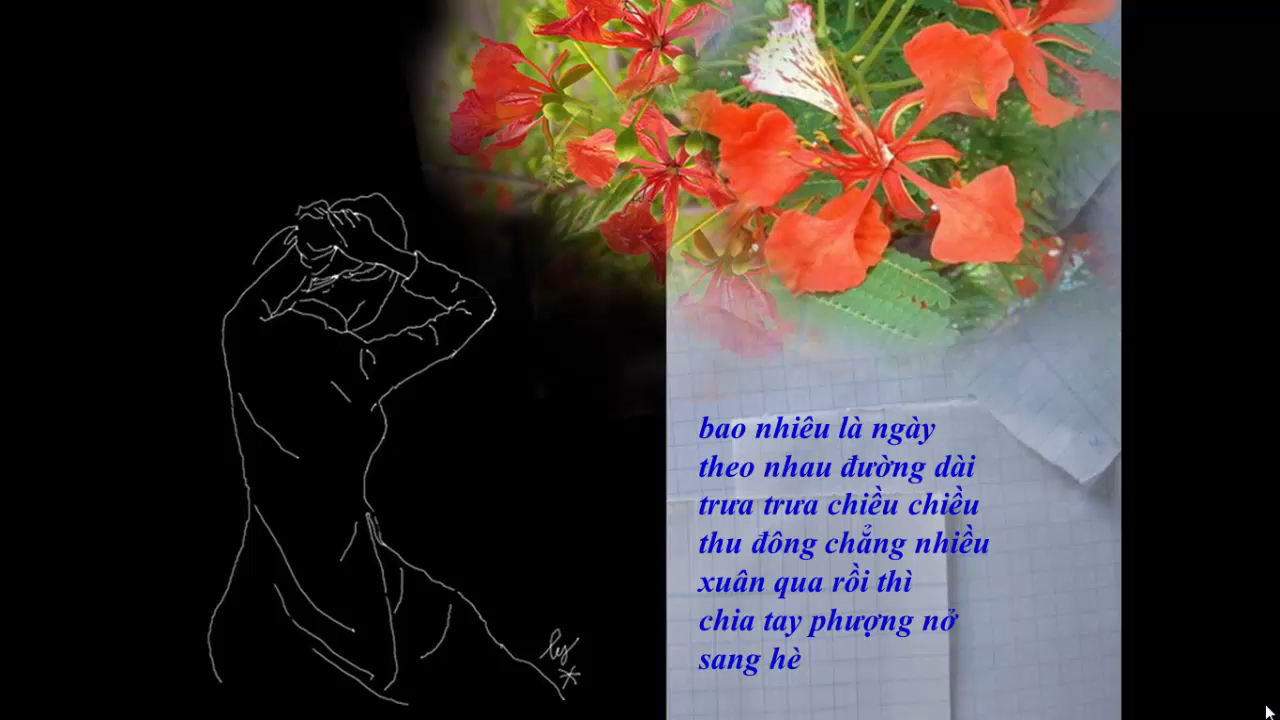 bao nhiêu là ngày
theo nhau đường dài
trưa trưa chiều chiều
thu đông chẳng nhiều
xuân qua rồi thì
chia tay phượng nở
sang hè